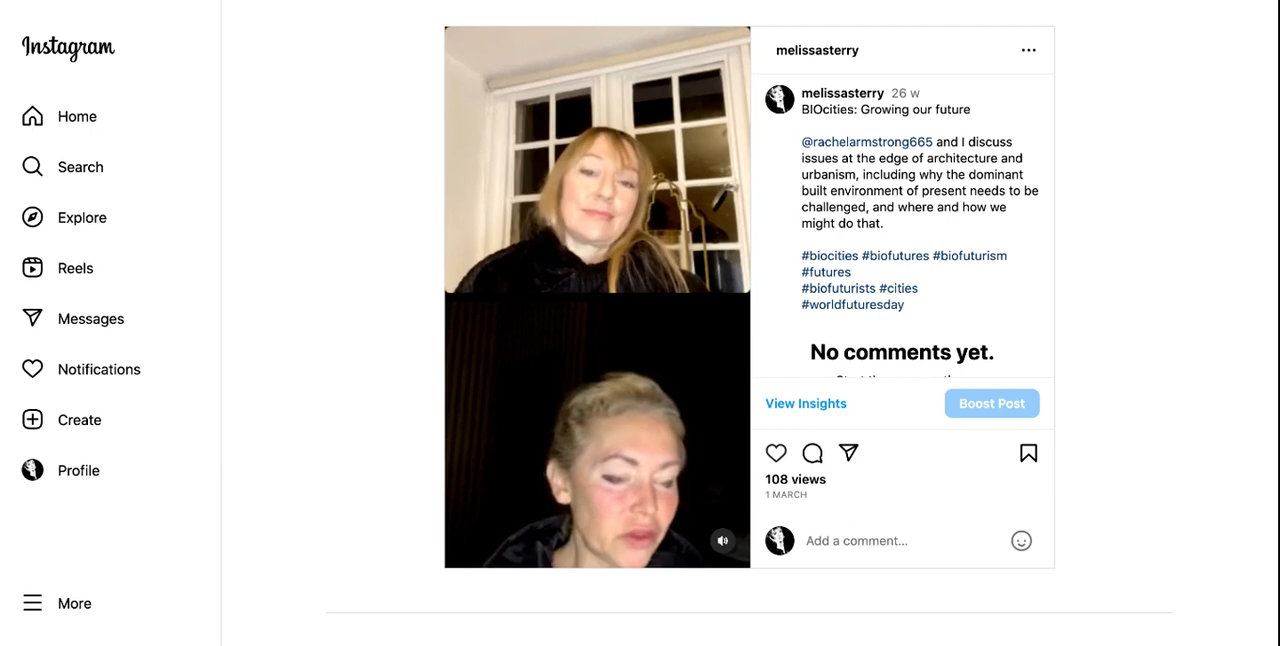 Instagram
Home
Search
Explore
Reels
Messages
Notifications
Create
Profile
More
melissasterry
melissasterry 26 w
BIOcities: Growing our future
@rachelarmstrong665 and I discuss
issues at the edge of architecture and
urbanism, including why the dominant
built environment of present needs to be
challenged, and where and how we
might do that.
#biocities #biofutures #biofuturism
#futures
#biofuturists #cities
#worldfuturesday
No comments yet.
View Insights
Boost Post
108 views
1 MARCH
Add a comment...